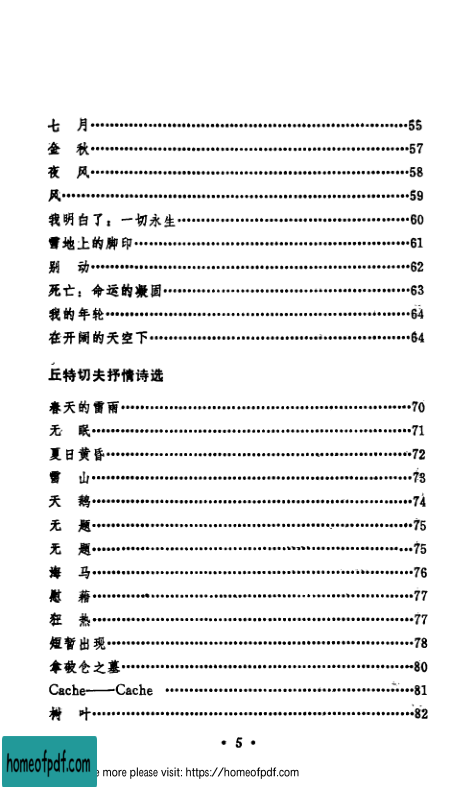 七 月……55
金 秋……57
夜 风……58
风……59
我明白了：一切永生……60
雪地上的脚印……61
别 动……62
死亡：命运的凝固……63
我的年轮……64
在开阔的天空下……64
丘特切夫抒情诗选
春天的雷雨……70
无 眠……71
夏日黄昏……72
雪 山……73
天 鹅……74
无 题……75
无 题……75
海 马……76
慰 藉……77
狂 热……77
短暂出现……78
拿破仑之墓……80
Cache——Cache ……81
树 叶……82
• 5 •
homeofpdf.com
e more please visit: https://homeofpdf.com